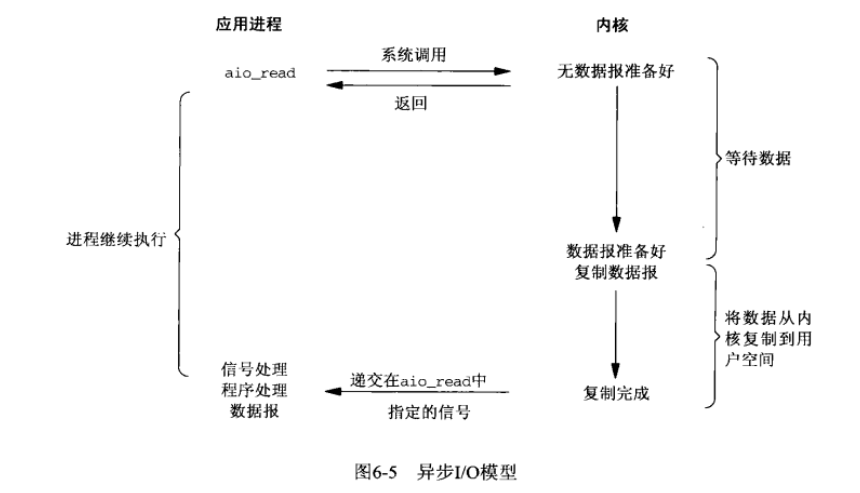 应用进程
内核
系统调用
aio_read
无数据报准备好
返回
等待数据
进程继续执行
数据报准备好
复制数据报
将数据从内
核复制到用
户空间
信号处理
程序处理
数据报
递交在aio_read中
指定的信号
复制完成
图6-5 异步I/O模型